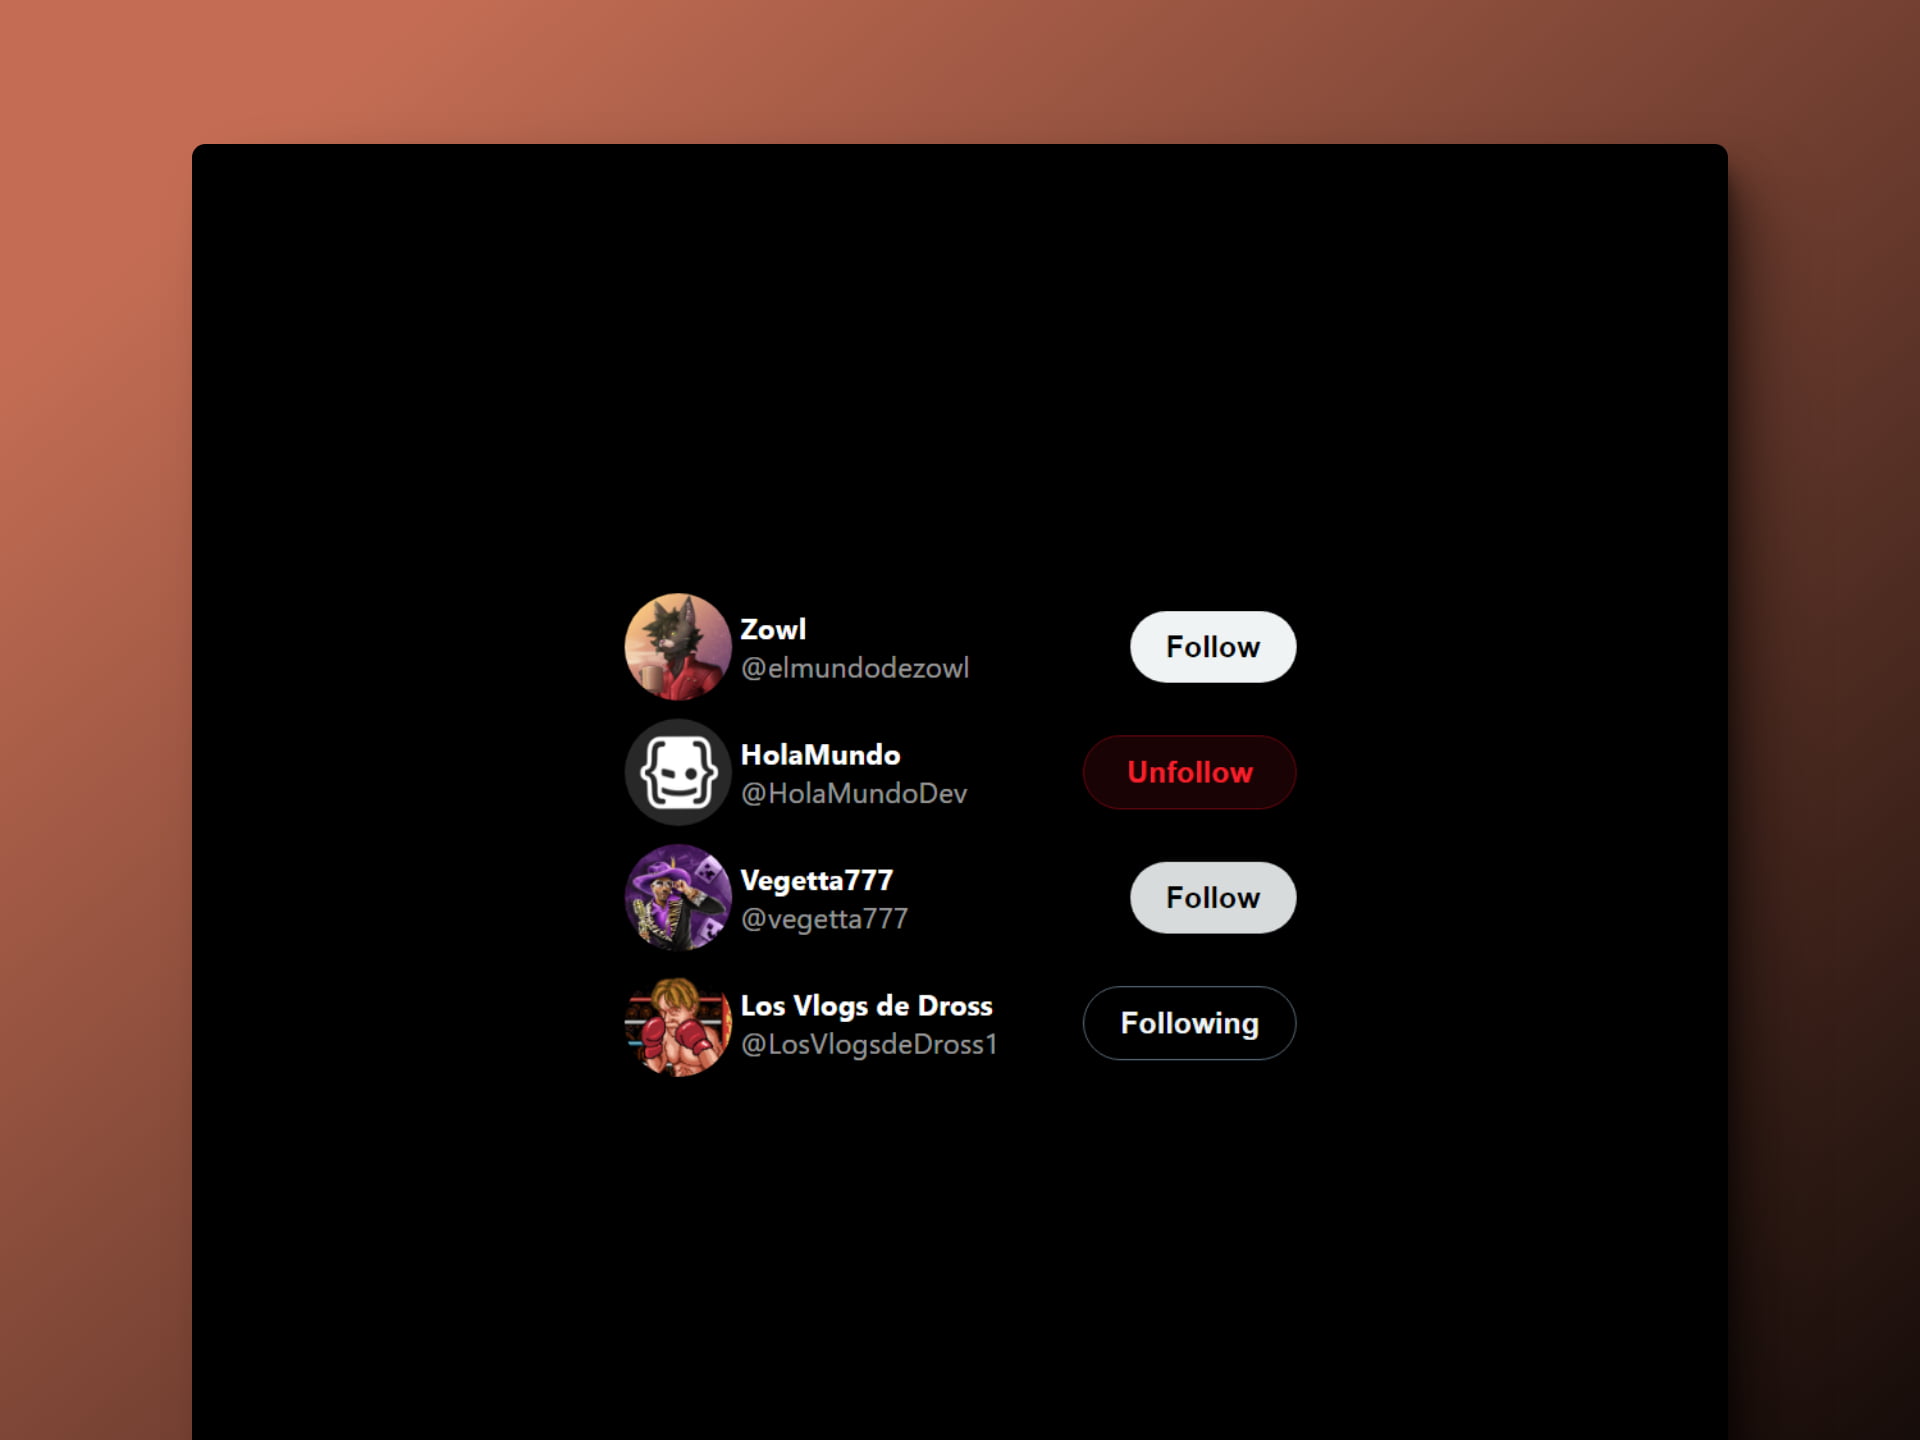 Zowl
@elmundodezowl
Follow
HolaMundo
@HolaMundoDev
Unfollow
Vegetta777
@vegetta777
Follow
Los Vlogs de Dross
@LosVlogsdeDross1
Following